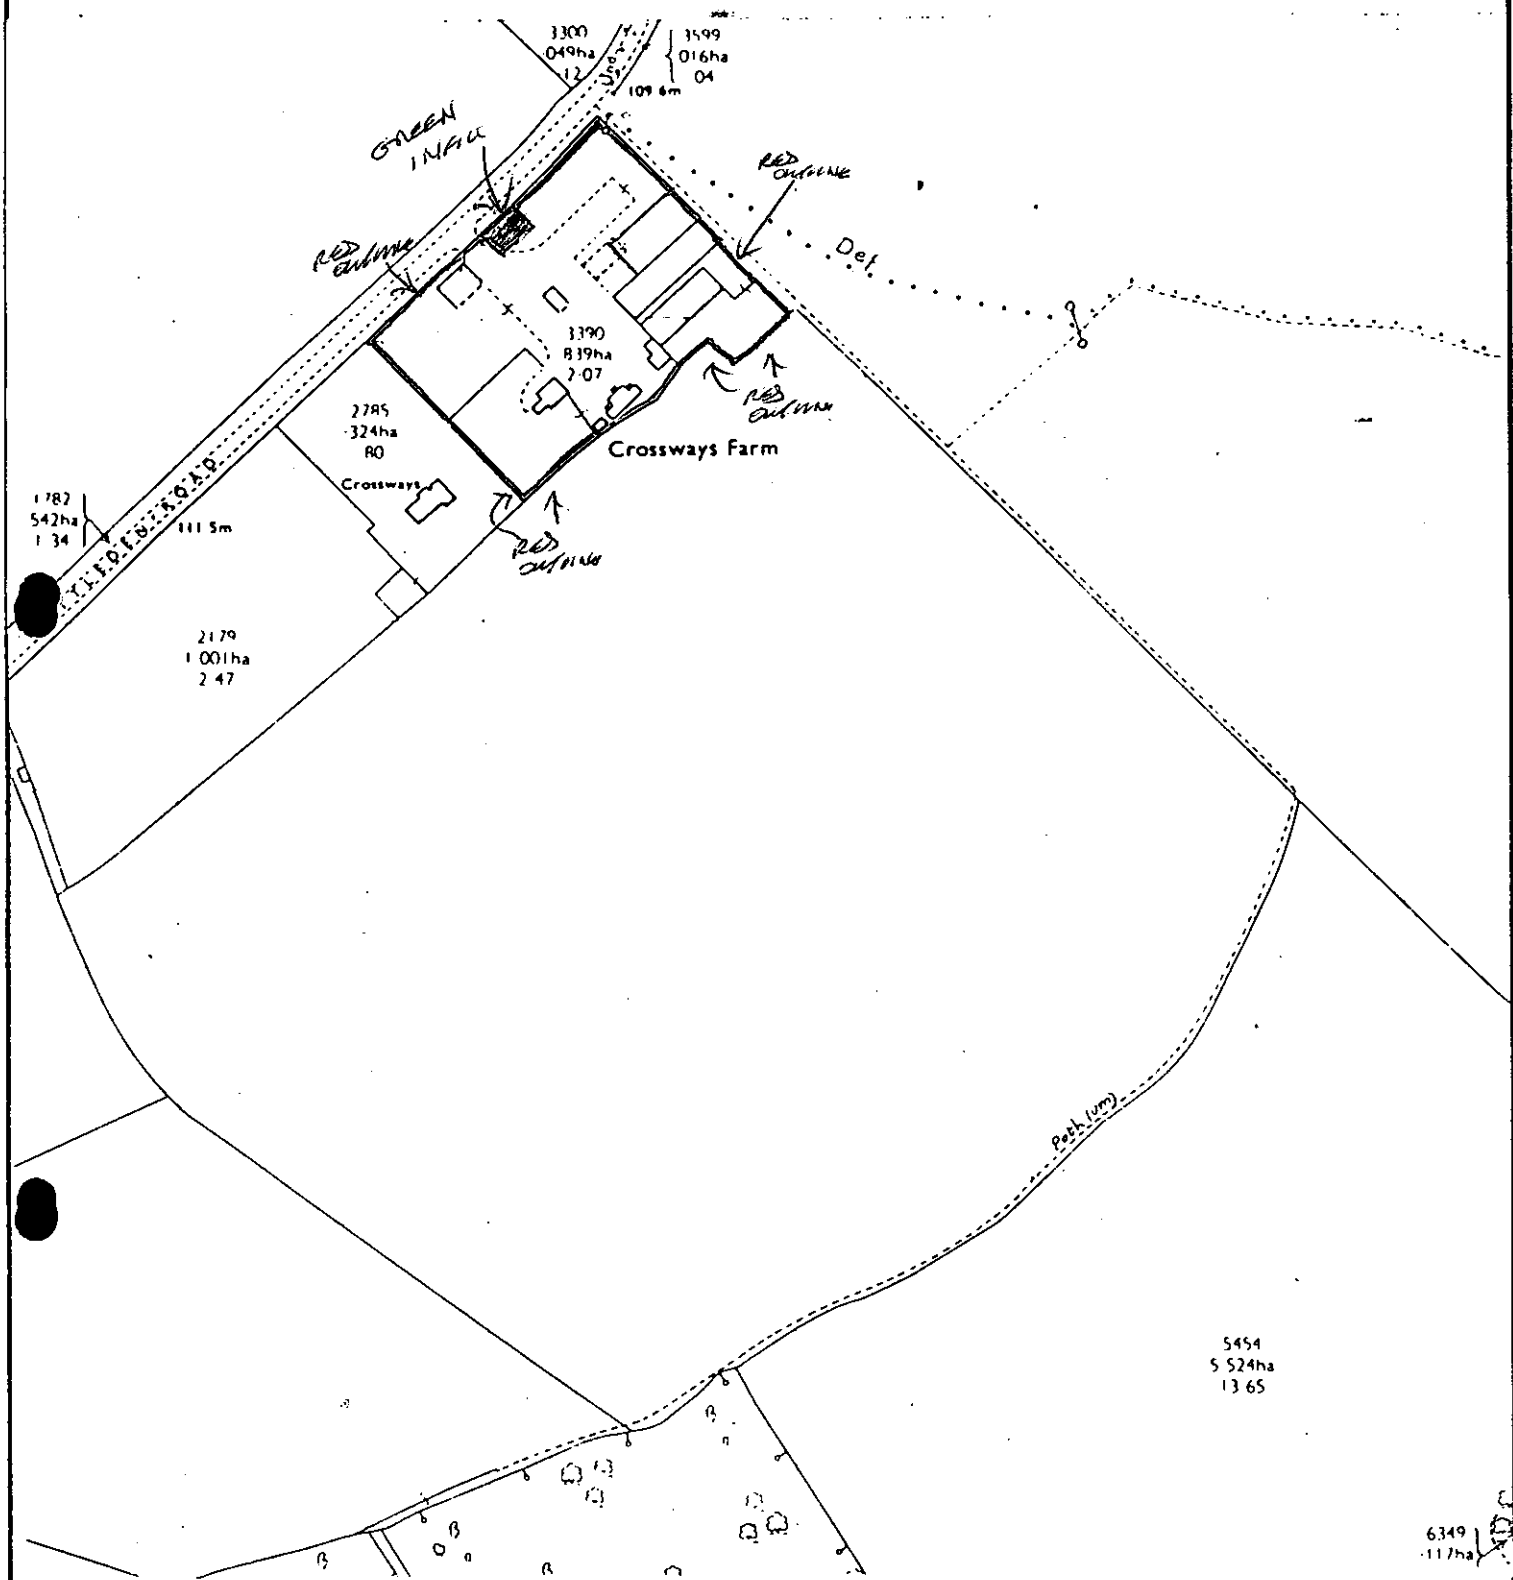 3300
·049ha
·12
3599
016ha
04
Und
109 6m
GREEN
INFILL
RED
OUTLINE
RED
OUTLINE
Def
3390
839ha
2·07
2785
·324ha
80
RED
OUTLINE
Crossways Farm
Crossways
1782
542ha
1 34
TYLEDEN ROAD
111 5m
RED
OUTLINE
2179
1 001ha
2 47
Path (um)
5454
5 524ha
13 65
B
B
B
B
6349
·117ha